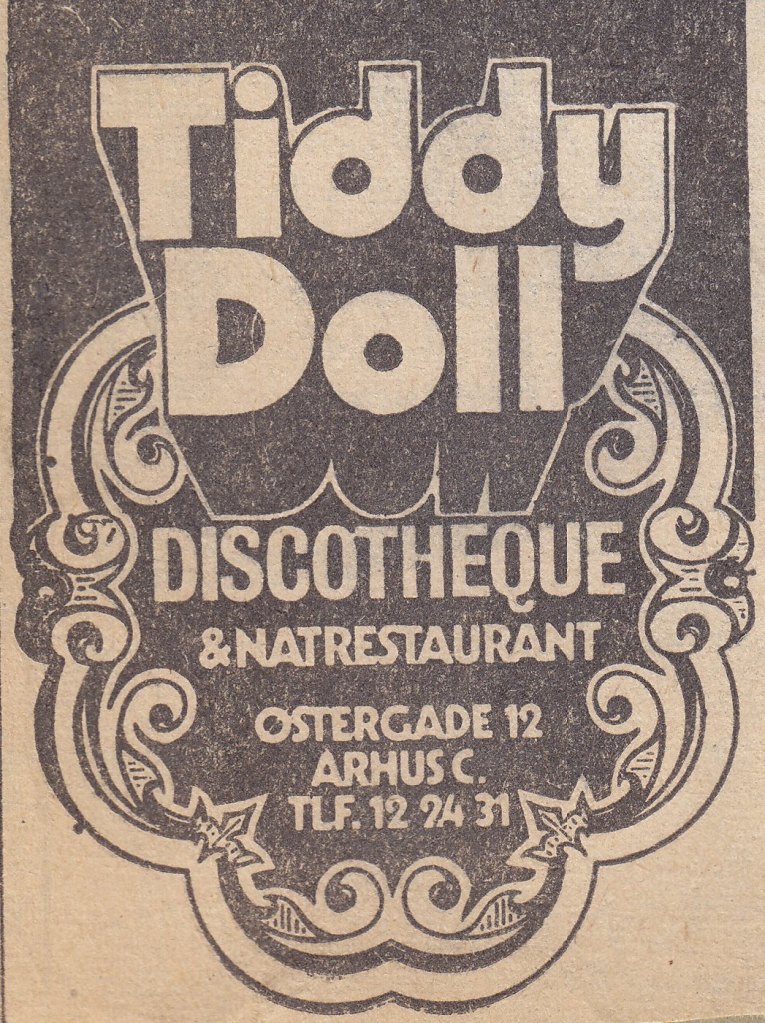 Tiddy
Doll
DISCOTHEQUE
& NATRESTAURANT
ØSTERGADE 12
ARHUS C.
TLF. 12 24 31